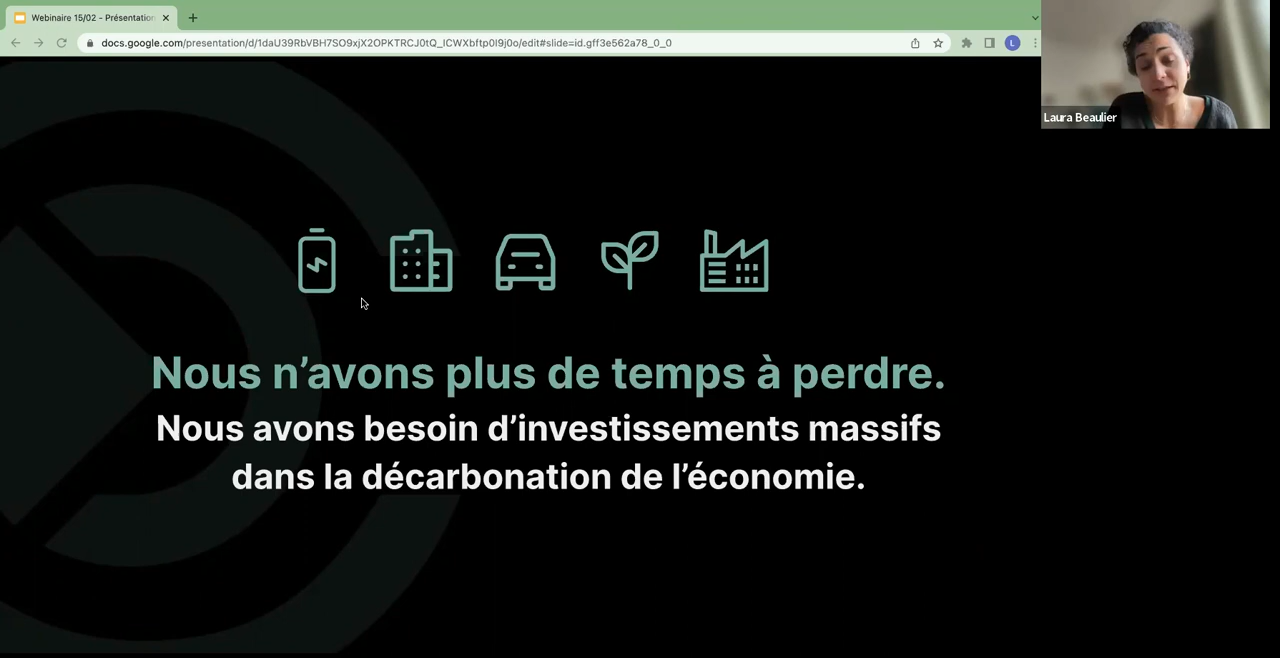 Webinaire 15/02 - Présentation
docs.google.com/presentation/d/1daU39RbVBH7SO9xjX2OPKTRCJ0tQ_ICWXbftp0I9j0o/edit#slide=id.gff3e562a78_0_0
L
Laura Beaulier
Nous n’avons plus de temps à perdre.
Nous avons besoin d’investissements massifs
dans la décarbonation de l’économie.